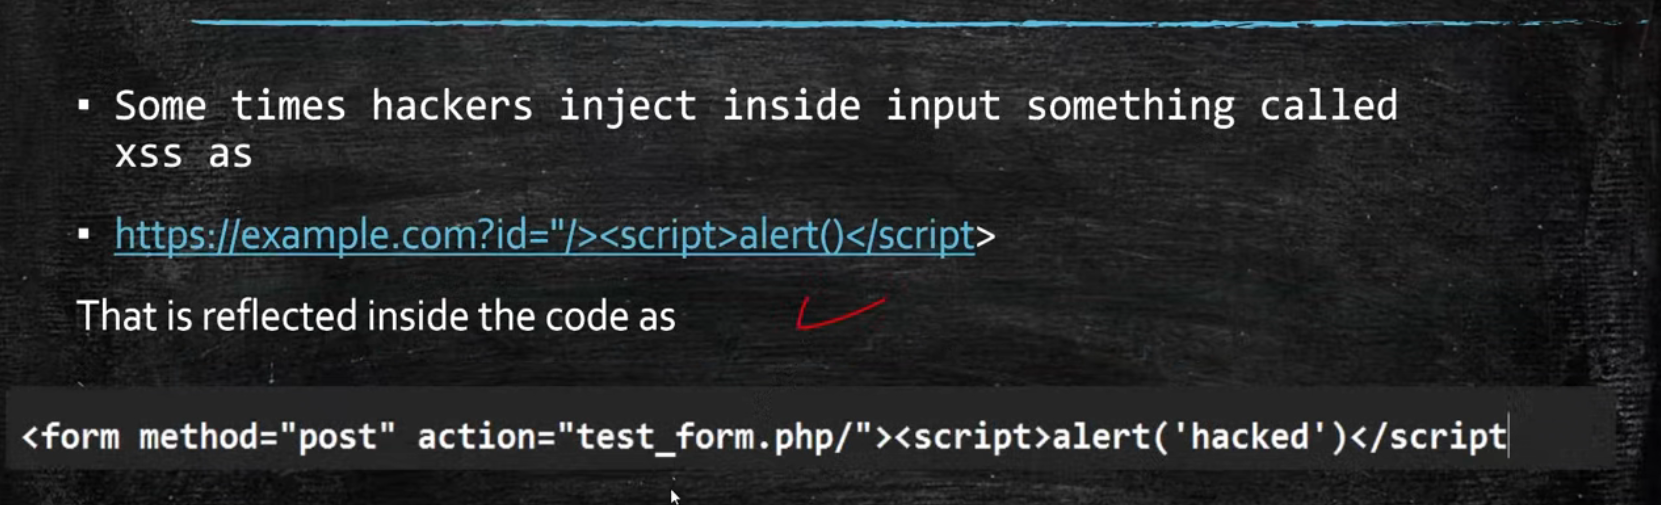 ▪ Some times hackers inject inside input something called
xss as
▪ https://example.com?id="/><script>alert()</script>
That is reflected inside the code as
<form method="post" action="test_form.php/"><script>alert('hacked')</script